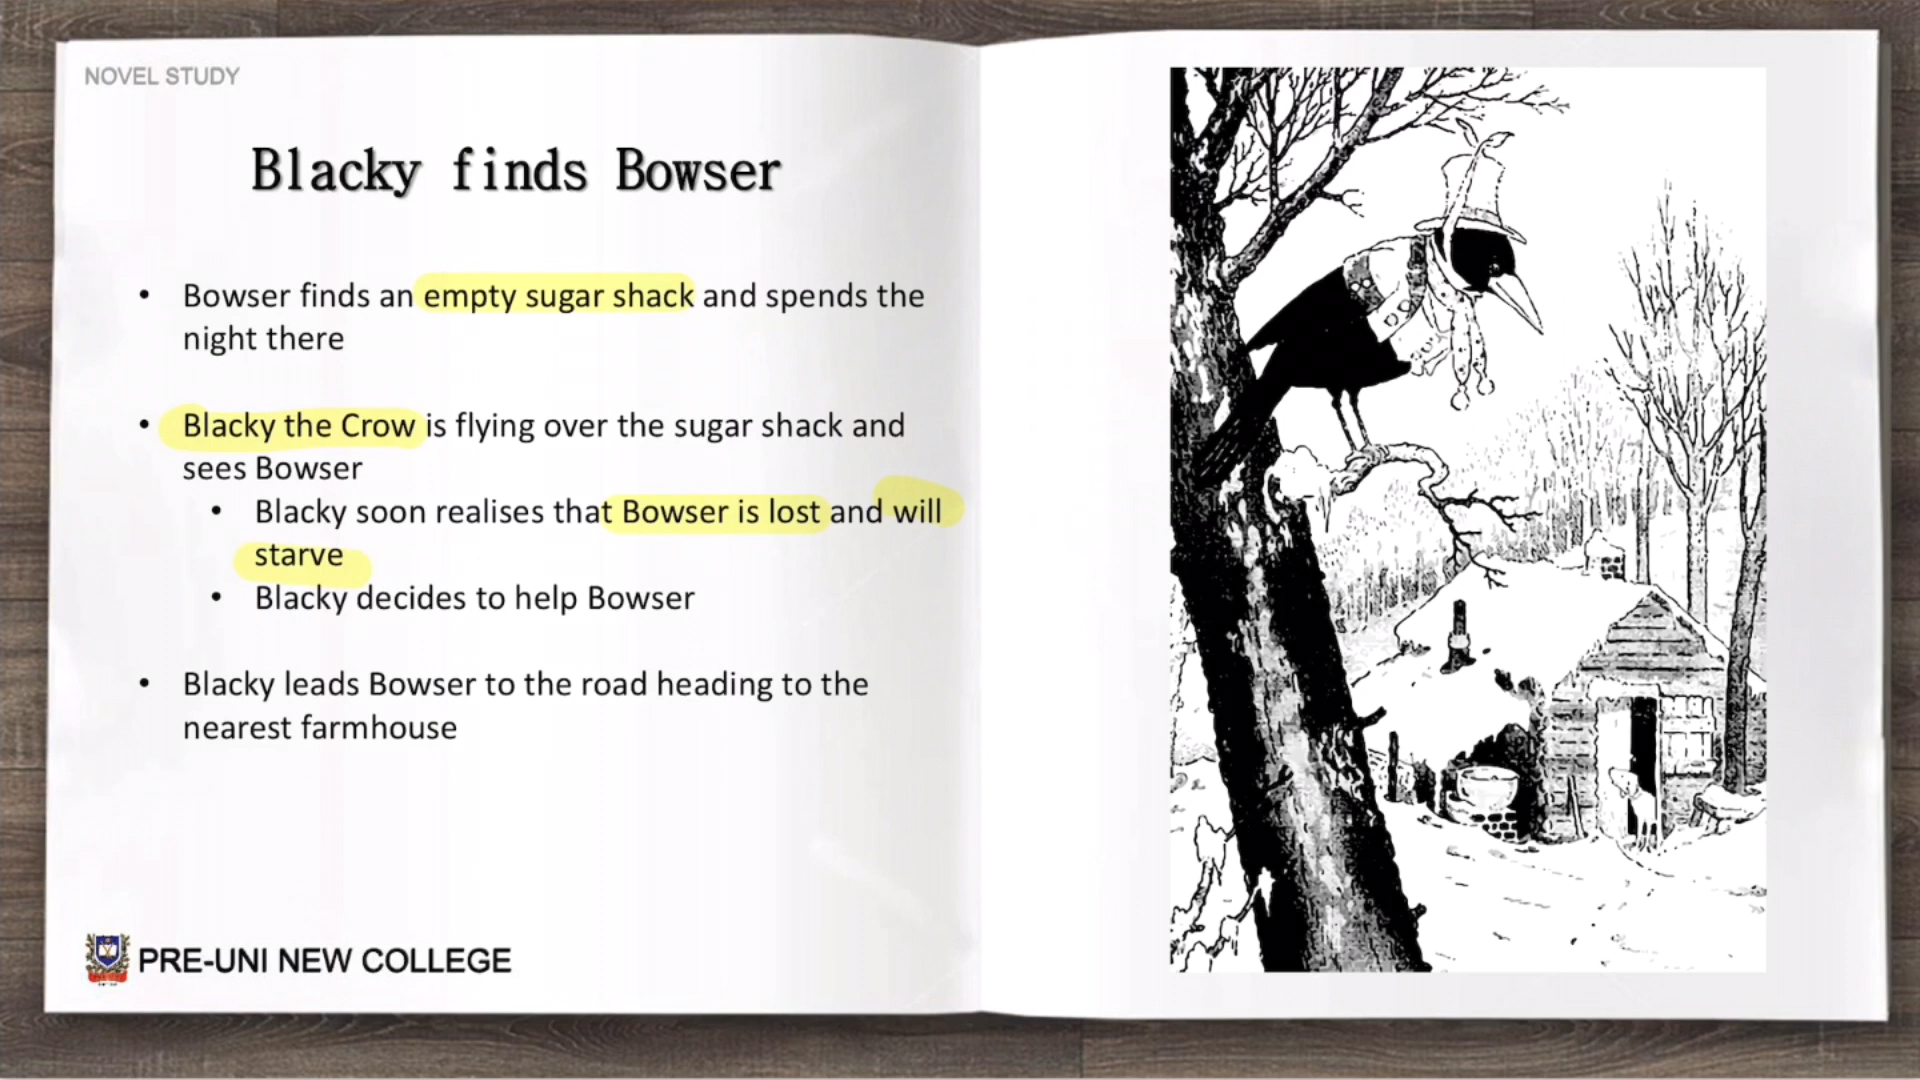 NOVEL STUDY
Blacky finds Bowser
• Bowser finds an empty sugar shack and spends the
night there
• Blacky the Crow is flying over the sugar shack and
sees Bowser
• Blacky soon realises that Bowser is lost and will
starve
• Blacky decides to help Bowser
• Blacky leads Bowser to the road heading to the
nearest farmhouse
PRE-UNI NEW COLLEGE